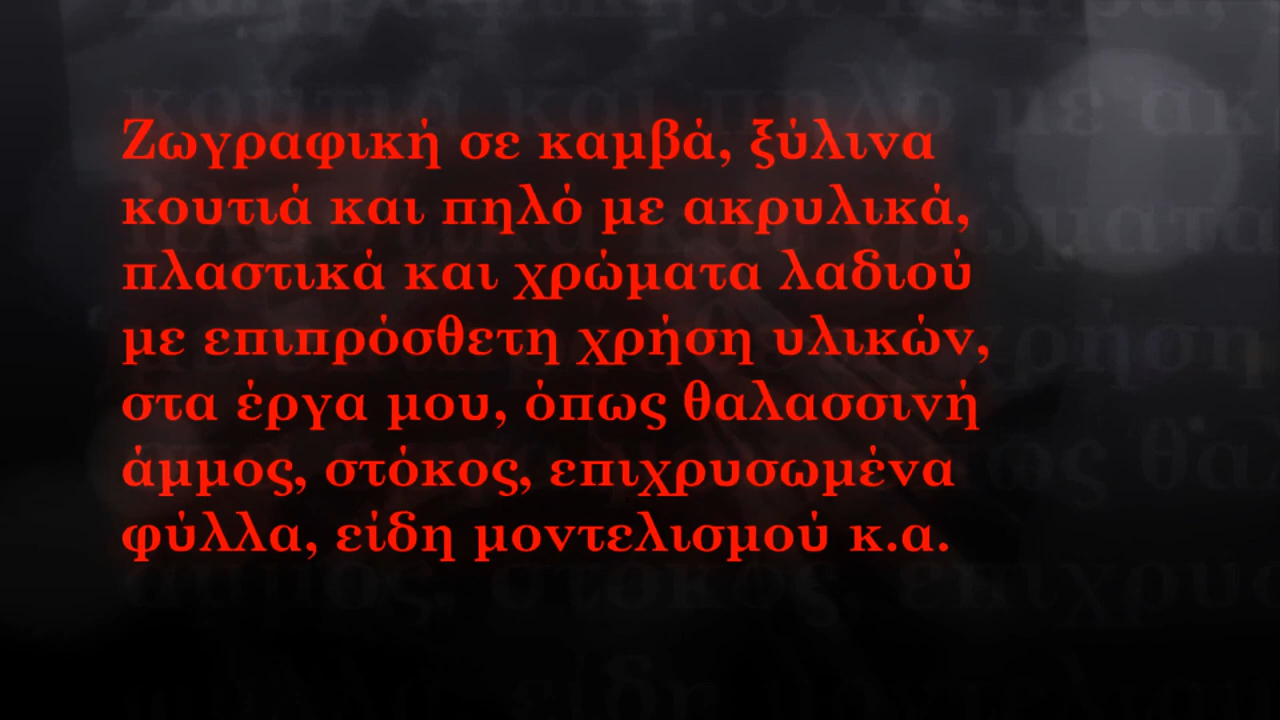 Ζωγραφική σε καμβά, ξύλινα
κουτιά και πηλό με ακρυλικά,
πλαστικά και χρώματα λαδιού
με επιπρόσθετη χρήση υλικών,
στα έργα μου, όπως θαλασσινή
άμμος, στόκος, επιχρυσωμένα
φύλλα, είδη μοντελισμού κ.α.